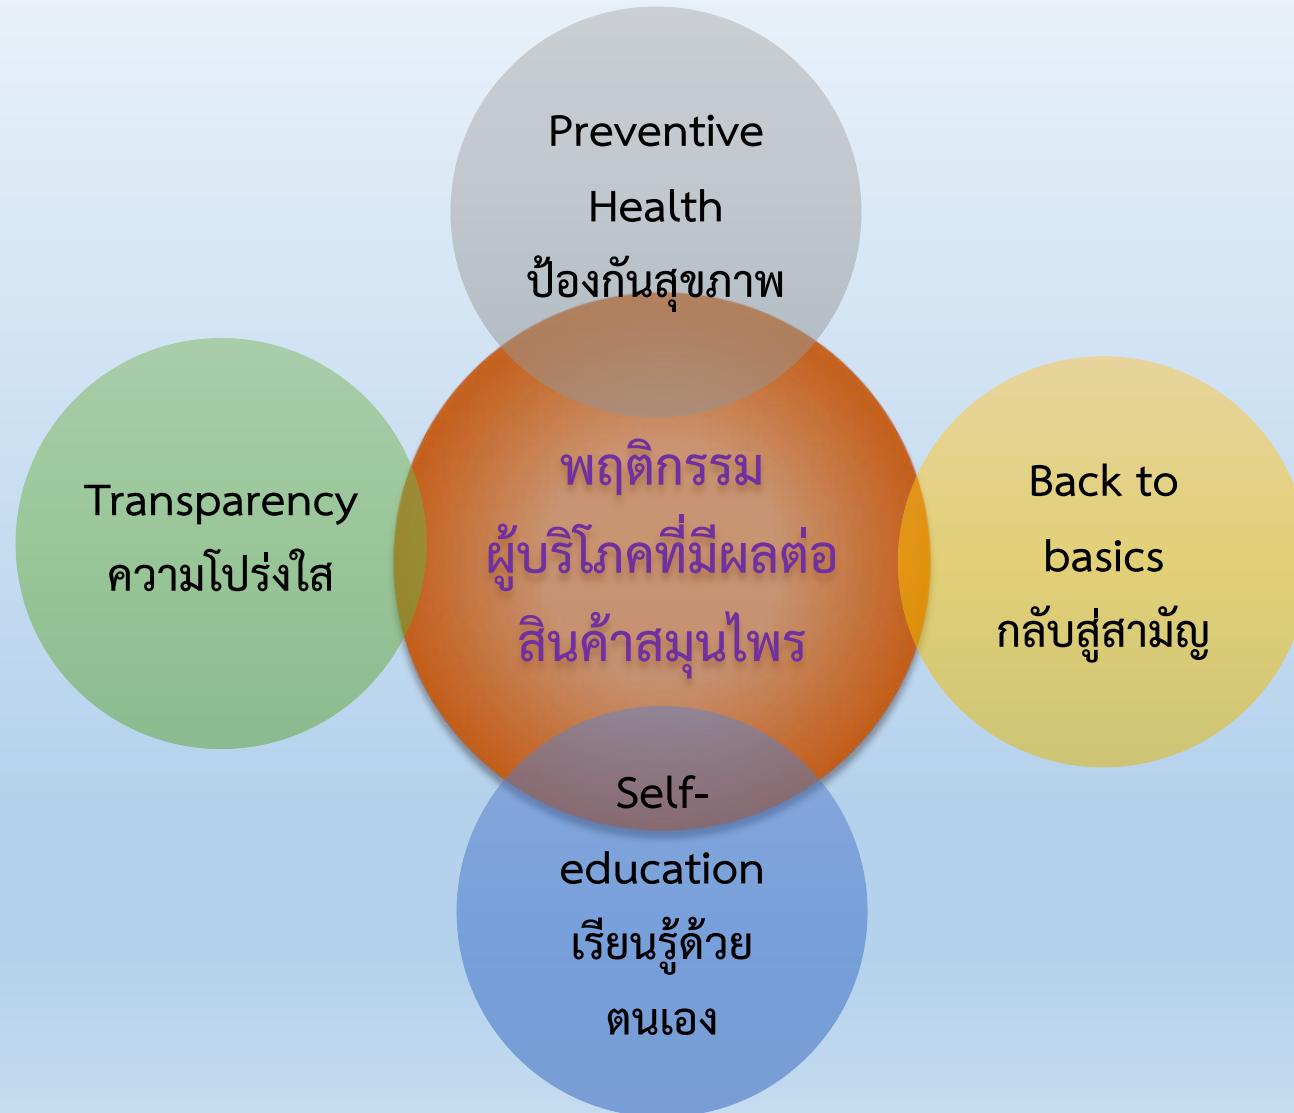 Preventive
Health
ป้องกันสุขภาพ
Transparency
ความโปร่งใส
พฤติกรรม
ผู้บริโภคที่มีผลต่อ
สินค้าสมุนไพร
Back to
basics
กลับสู่สามัญ
Self-
education
เรียนรู้ด้วย
ตนเอง